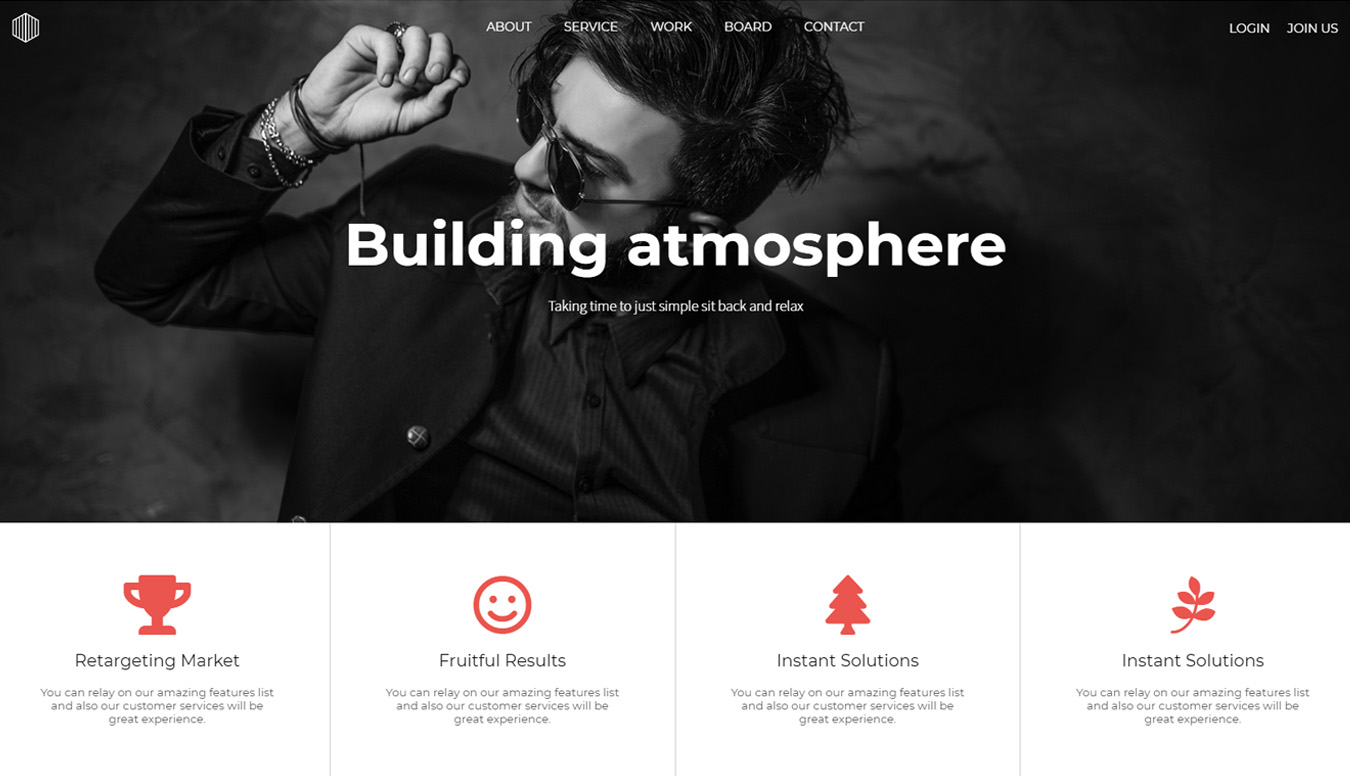 ABOUT SERVICE WORK BOARD CONTACT LOGIN JOIN US
Building atmosphere
Taking time to just simple sit back and relax
Retargeting Market
You can relay on our amazing features list
and also our customer services will be
great experience.
Fruitful Results
You can relay on our amazing features list
and also our customer services will be
great experience.
Instant Solutions
You can relay on our amazing features list
and also our customer services will be
great experience.
Instant Solutions
You can relay on our amazing features list
and also our customer services will be
great experience.